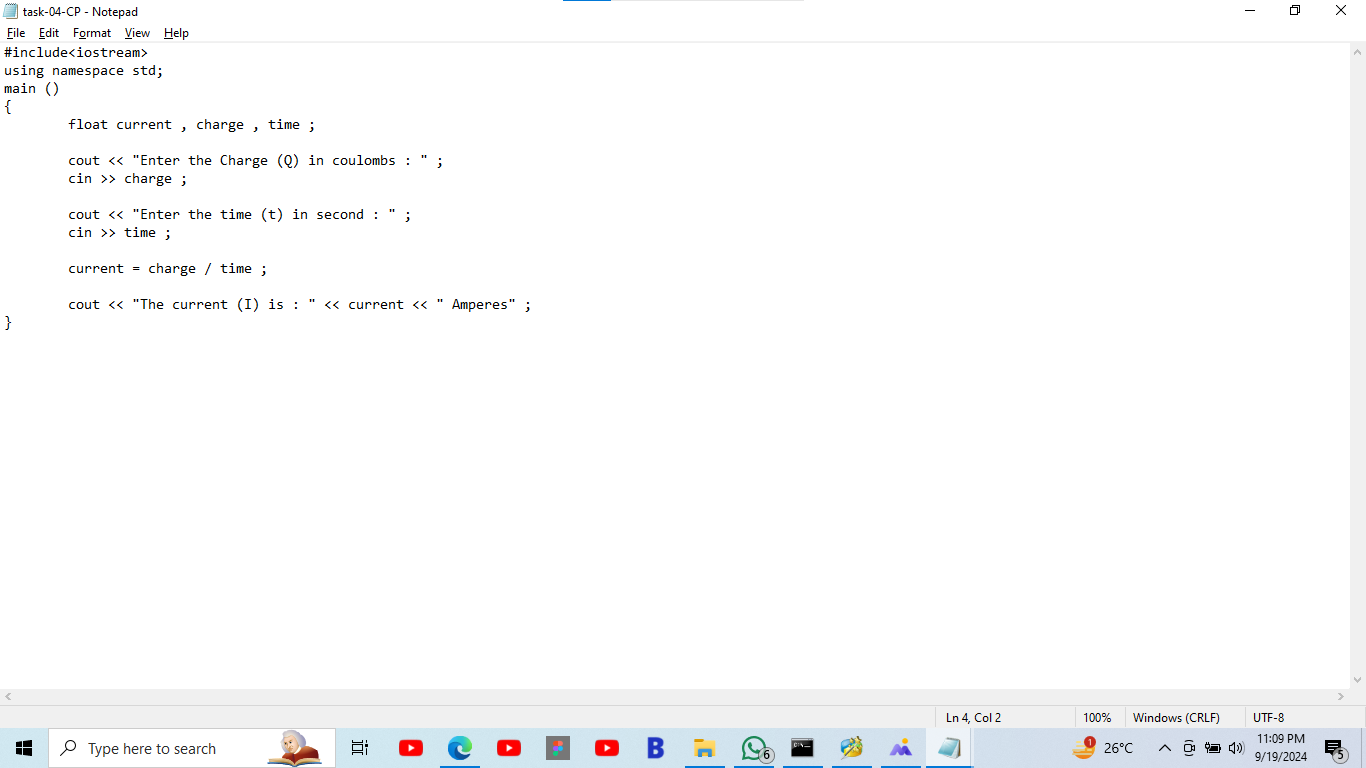 task-04-CP - Notepad
File Edit Format View Help
#include<iostream>
using namespace std;
main ()
{
        float current , charge , time ;

        cout << "Enter the Charge (Q) in coulombs : " ;
        cin >> charge ;

        cout << "Enter the time (t) in second : " ;
        cin >> time ;

        current = charge / time ;

        cout << "The current (I) is : " << current << " Amperes" ;
}
Ln 4, Col 2 100% Windows (CRLF) UTF-8
Type here to search B 6 1 26°C 11:09 PM 5
9/19/2024